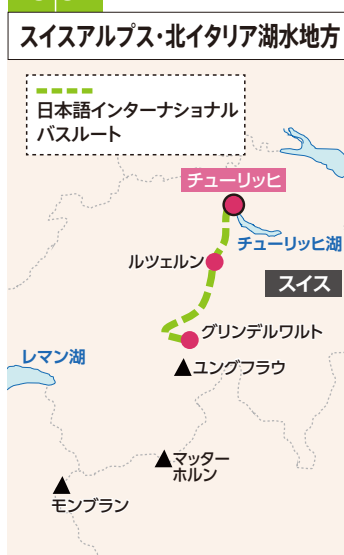 スイスアルプス・北イタリア湖水地方
日本語インターナショナル
バスルート
チューリッヒ
チューリッヒ湖
ルツェルン
スイス
グリンデルワルト
レマン湖
▲ユングフラウ
▲マッター
ホルン
▲
モンブラン